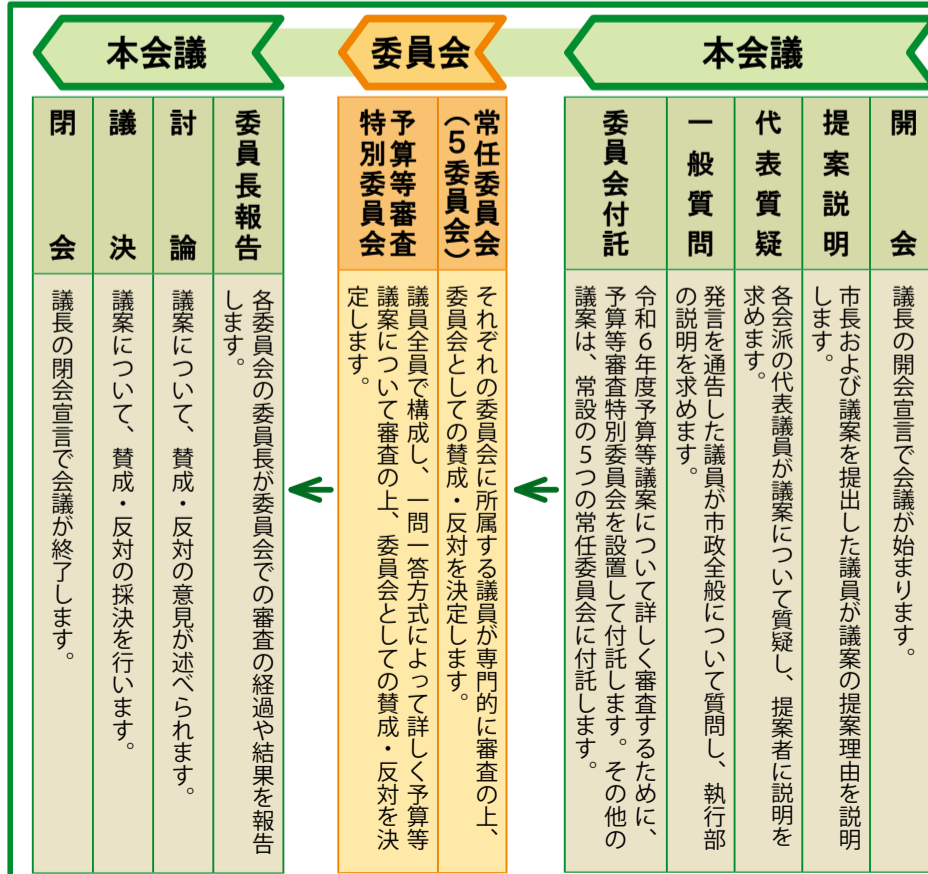 本会議
開会
議長の開会宣言で会議が始まります。
提案説明
市長および議案を提出した議員が議案の提案理由を説明
します。
代表質疑
各会派の代表議員が議案について質疑し、提案者に説明を
求めます。
一般質問
発言を通告した議員が市政全般について質問し、執行部
の説明を求めます。
委員会付託
令和6年度予算等議案について詳しく審査するために、
予算等審査特別委員会を設置して付託します。その他の
議案は、常設の5つの常任委員会に付託します。
委員会
常任委員会
（5委員会）
それぞれの委員会に所属する議員が専門的に審査の上、
委員会としての賛成・反対を決定します。
予算等審査
特別委員会
議員全員で構成し、一問一答方式によって詳しく予算等
議案について審査の上、委員会としての賛成・反対を決
定します。
本会議
委員長報告
各委員会の委員長が委員会での審査の経過や結果を報告
します。
討論
議案について、賛成・反対の意見が述べられます。
議決
議案について、賛成・反対の採決を行います。
閉会
議長の閉会宣言で会議が終了します。